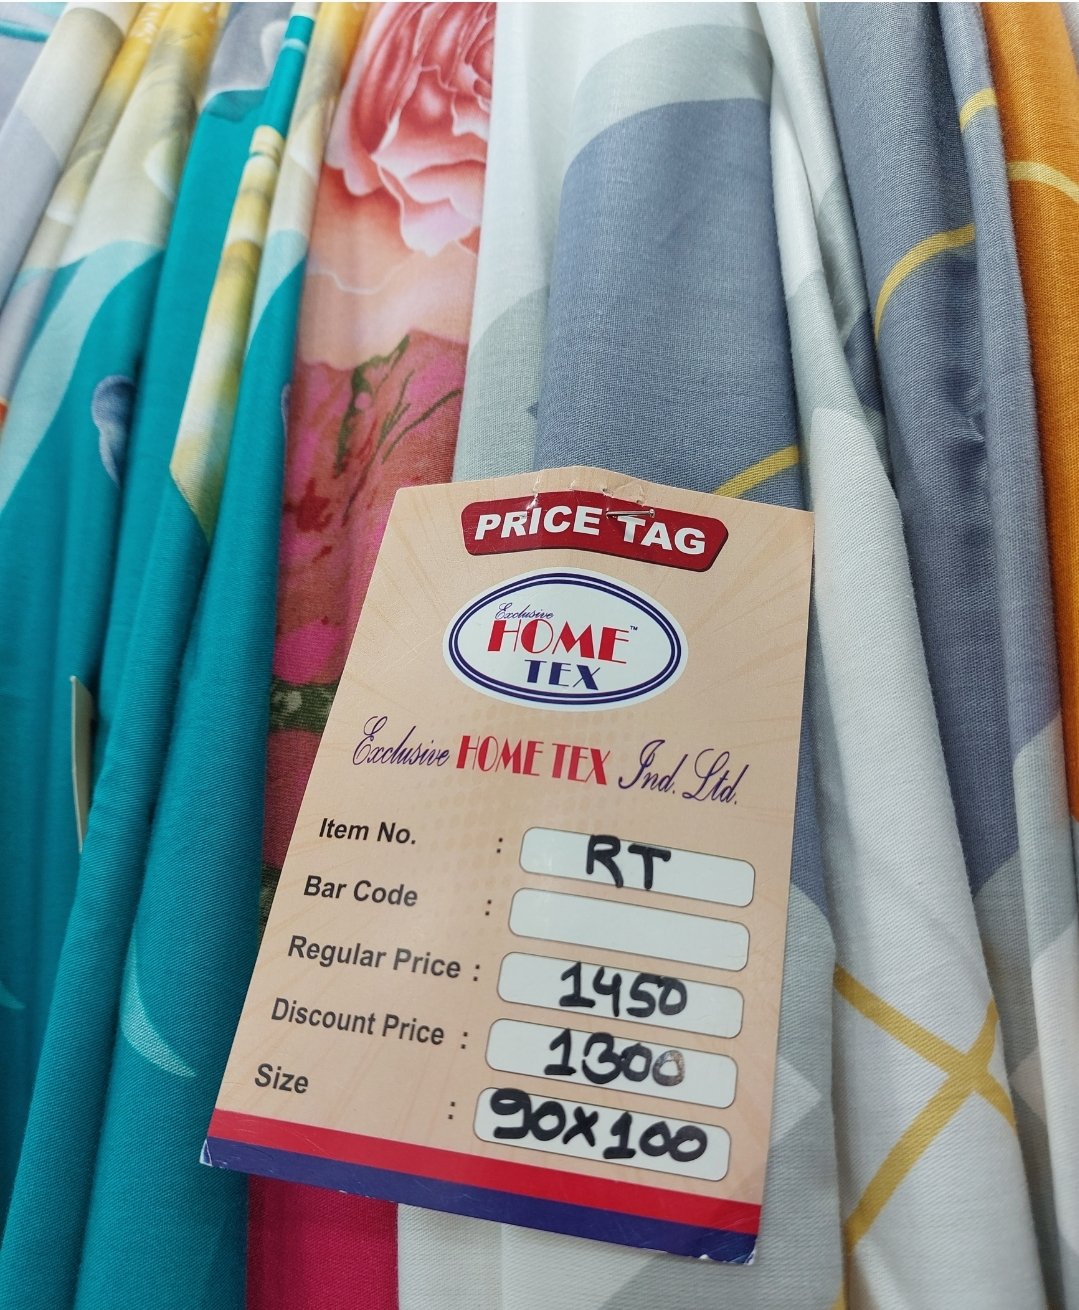 PRICE TAG
Exclusive
HOME™
TEX
Exclusive HOME TEX Ind. Ltd.
Item No. : RT
Bar Code :
Regular Price : 1450
Discount Price : 1300
Size : 90x100